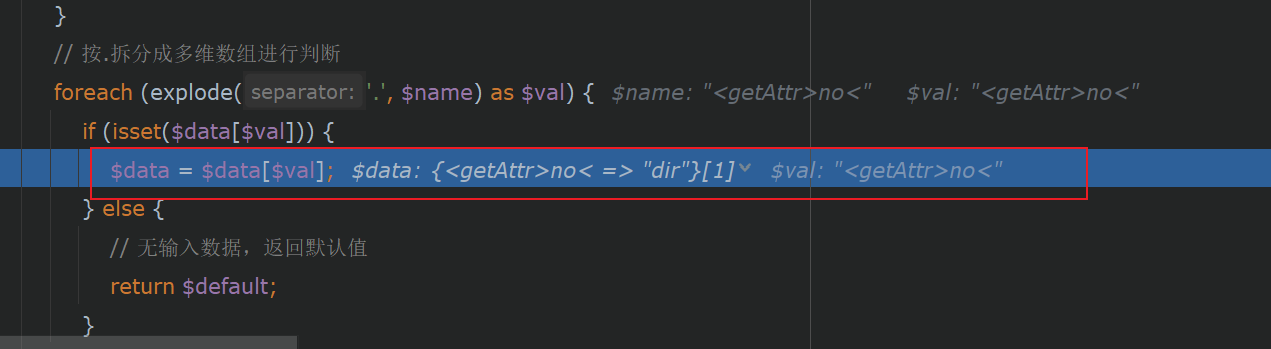 }
// 按.拆分成多维数组进行判断
foreach (explode( separator: '.', $name) as $val) { $name: "<getAttr>no<" $val: "<getAttr>no<"
if (isset($data[$val])) {
$data = $data[$val]; $data: {<getAttr>no< => "dir"}[1] $val: "<getAttr>no<"
} else {
// 无输入数据，返回默认值
return $default;
}